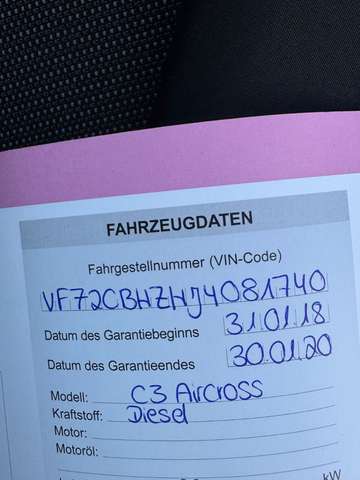 FAHRZEUGDATEN
Fahrgestellnummer (VIN-Code)
VF72CBHZHJ4081740
Datum des Garantiebeginns 31.01.18
Datum des Garantieendes 30.01.20
Modell: C3 AirCross
Kraftstoff: Diesel
Motor:
Motoröl:
kW